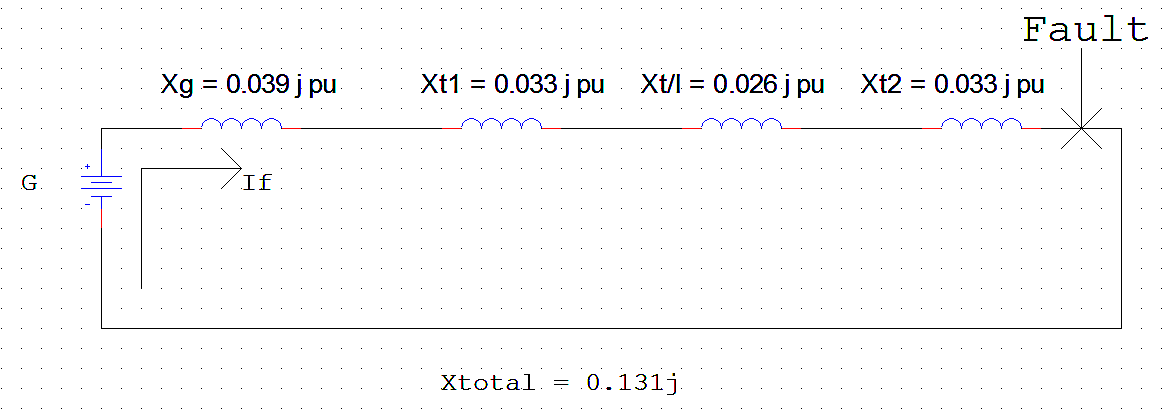 Fault
Xg = 0.039 j pu
Xt1 = 0.033 j pu
Xt/l = 0.026 j pu
Xt2 = 0.033 j pu
+
G
-
If
Xtotal = 0.131j